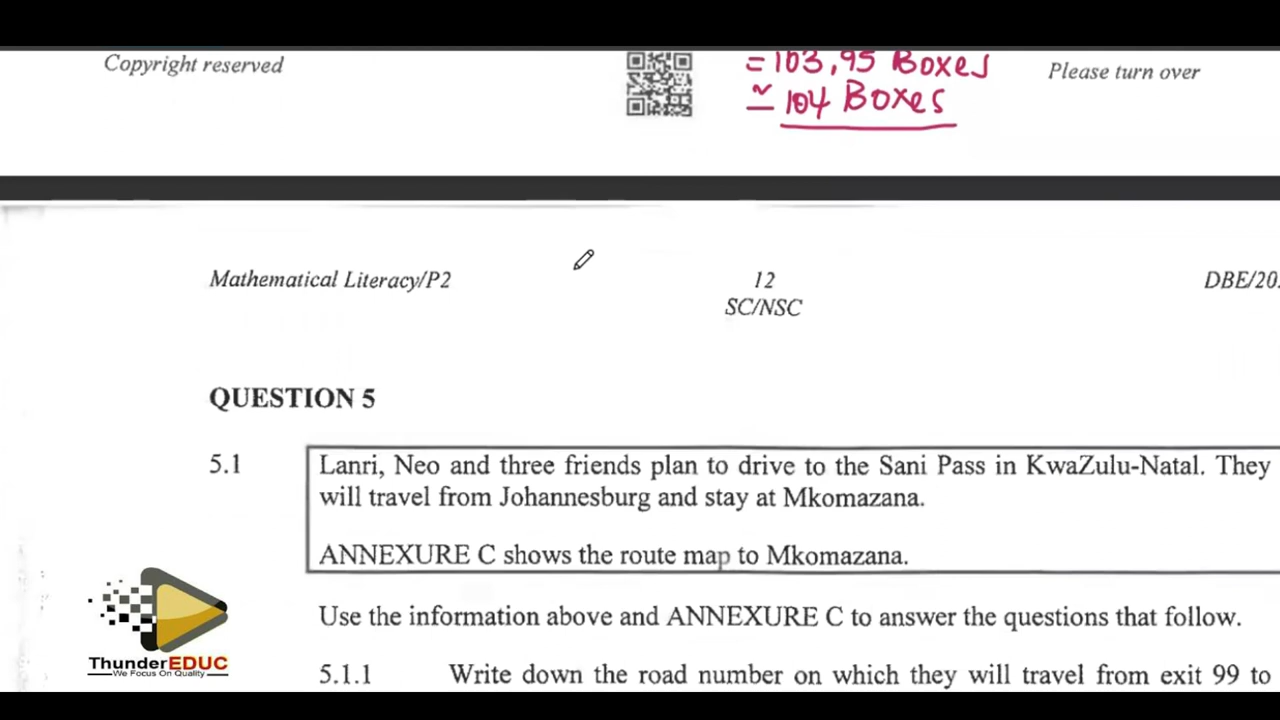 Copyright reserved
= 103,95 Boxes
≃ 104 Boxes
Please turn over
Mathematical Literacy/P2
12
SC/NSC
DBE/20
QUESTION 5
5.1
Lanri, Neo and three friends plan to drive to the Sani Pass in KwaZulu-Natal. They
will travel from Johannesburg and stay at Mkomazana.
ANNEXURE C shows the route map to Mkomazana.
Use the information above and ANNEXURE C to answer the questions that follow.
ThunderEDUC
We Focus On Quality
5.1.1 Write down the road number on which they will travel from exit 99 to